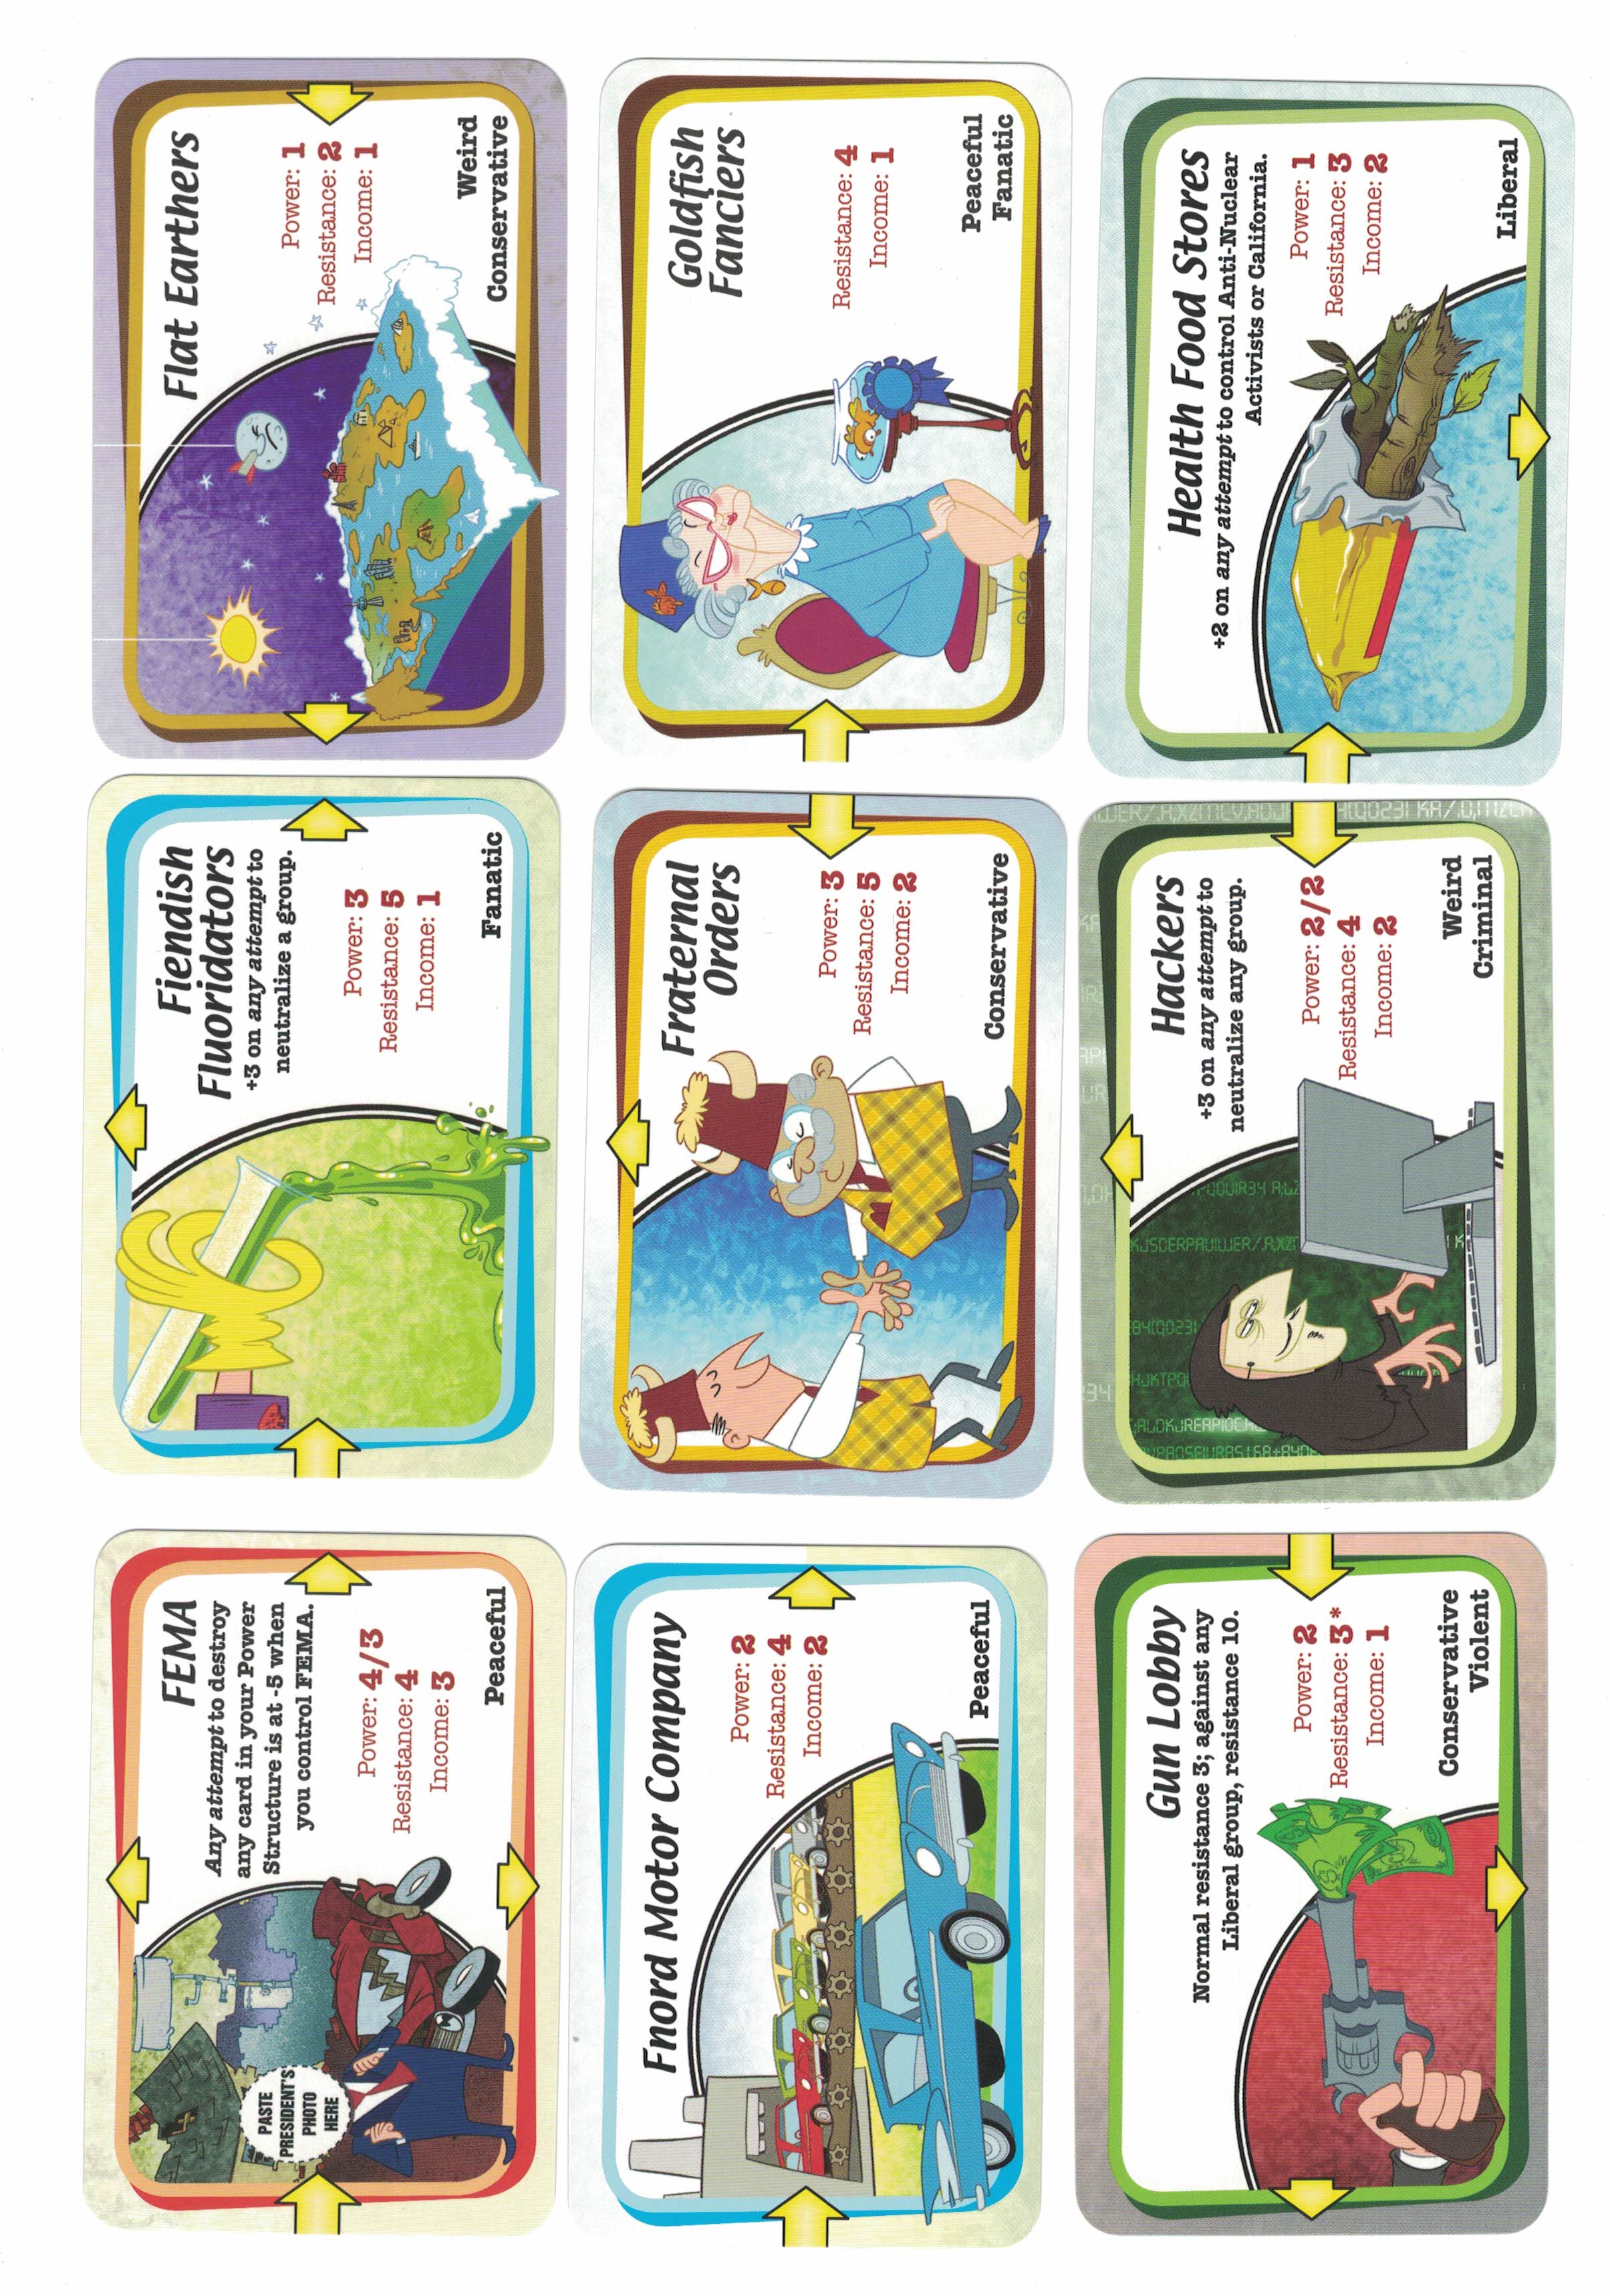 FEMA
Any attempt to destroy
any card in your Power
Structure is at -5 when
you control FEMA.
PASTE
PRESIDENT'S
PHOTO
HERE
Power: 4/3
Resistance: 4
Income: 3
Peaceful
Fiendish
Fluoridators
+3 on any attempt to
neutralize a group.
Power: 3
Resistance: 5
Income: 1
Fanatic
Flat Earthers
Power: 1
Resistance: 2
Income: 1
Weird
Conservative
Fnord Motor Company
Power: 2
Resistance: 4
Income: 2
Peaceful
Fraternal
Orders
Power: 3
Resistance: 5
Income: 2
Conservative
Goldfish
Fanciers
Resistance: 4
Income: 1
Peaceful
Fanatic
Gun Lobby
Normal resistance 3; against any
Liberal group, resistance 10.
Power: 2
Resistance: 3*
Income: 1
Conservative
Violent
Hackers
+3 on any attempt to
neutralize any group.
Power: 2/2
Resistance: 4
Income: 2
Weird
Criminal
Health Food Stores
+2 on any attempt to control Anti-Nuclear
Activists or California.
Power: 1
Resistance: 3
Income: 2
Liberal